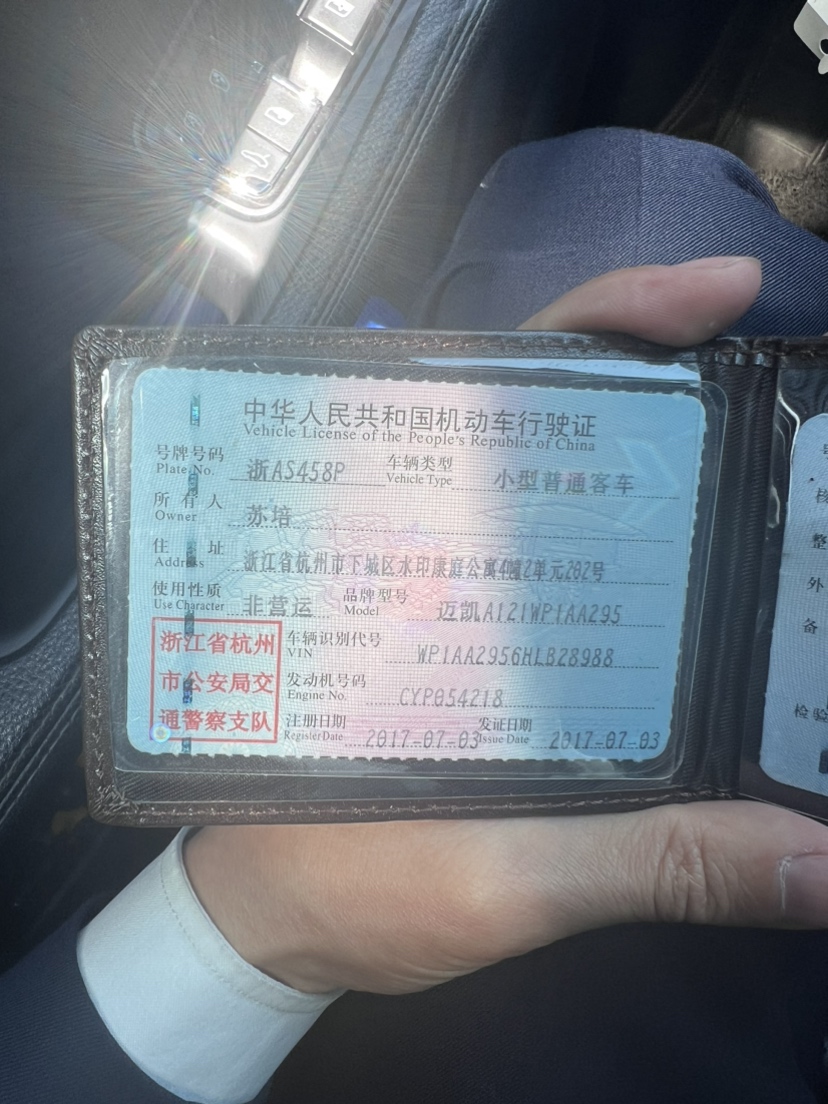 中华人民共和国机动车行驶证
Vehicle License of the People's Republic of China
号牌号码 浙AS458P 车辆类型 小型普通客车
Plate No. Vehicle Type
所有人 苏培
Owner
住址 浙江省杭州市下城区水印康庭公寓4幢2单元202号
Address
使用性质 非营运 品牌型号 迈凯A121WP1AA295
Use Character Model
浙江省杭州
市公安局交
通警察支队
车辆识别代号 WP1AA2956HLB28988
VIN
发动机号码 CYP054218
Engine No.
注册日期 2017-07-03 发证日期 2017-07-03
Register Date Issue Date
核
整
外
备
检验